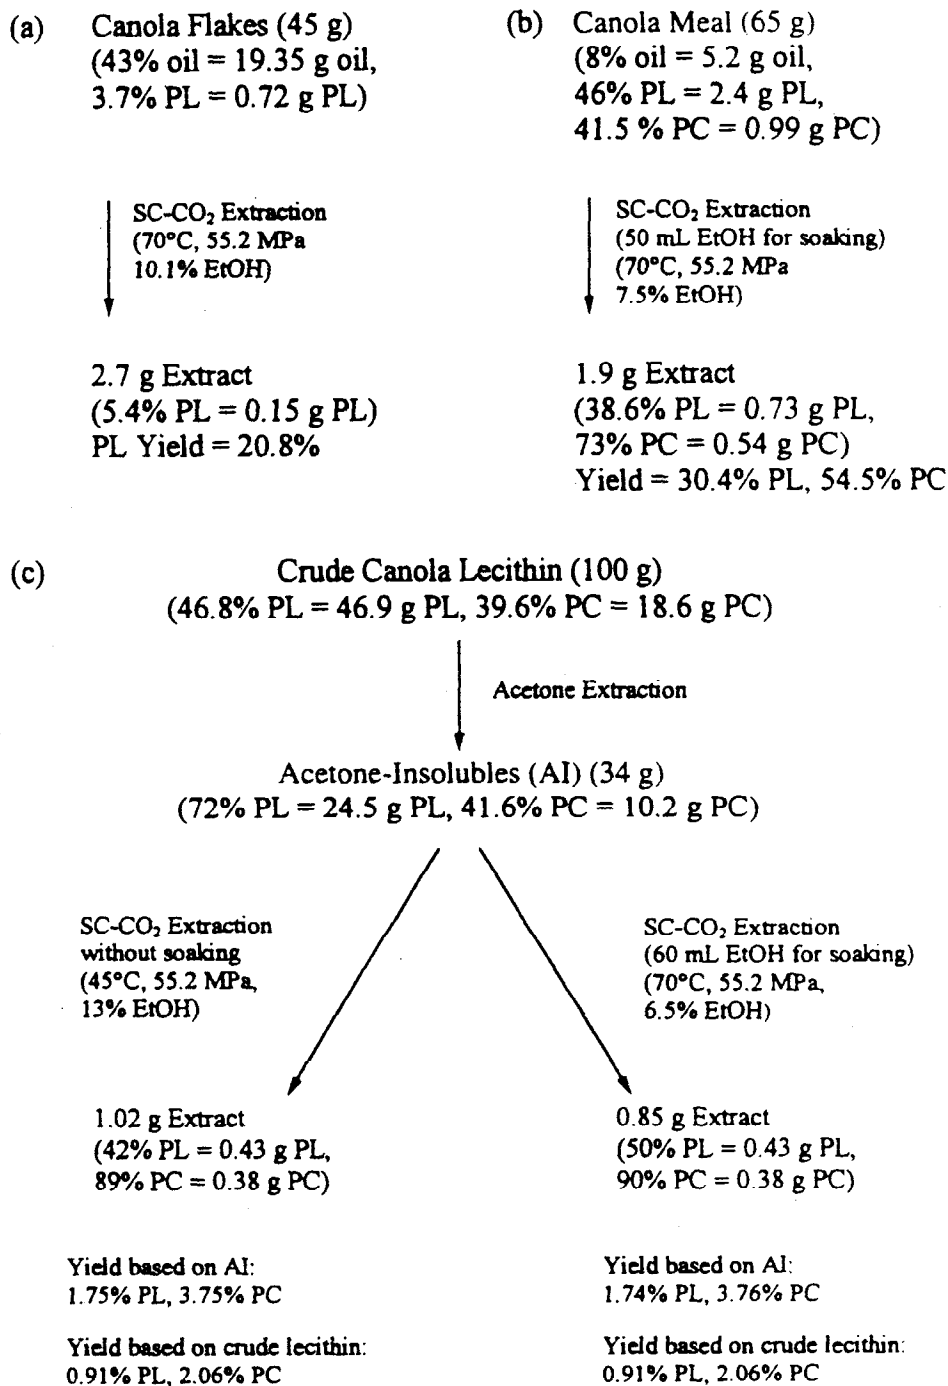 (a) Canola Flakes (45 g)
(43% oil = 19.35 g oil,
3.7% PL = 0.72 g PL)
SC-CO₂ Extraction
(70°C, 55.2 MPa
10.1% EtOH)
2.7 g Extract
(5.4% PL = 0.15 g PL)
PL Yield = 20.8%
(b) Canola Meal (65 g)
(8% oil = 5.2 g oil,
46% PL = 2.4 g PL,
41.5 % PC = 0.99 g PC)
SC-CO₂ Extraction
(50 mL EtOH for soaking)
(70°C, 55.2 MPa
7.5% EtOH)
1.9 g Extract
(38.6% PL = 0.73 g PL,
73% PC = 0.54 g PC)
Yield = 30.4% PL, 54.5% PC
(c) Crude Canola Lecithin (100 g)
(46.8% PL = 46.9 g PL, 39.6% PC = 18.6 g PC)
Acetone Extraction
Acetone-Insolubles (AI) (34 g)
(72% PL = 24.5 g PL, 41.6% PC = 10.2 g PC)
SC-CO₂ Extraction
without soaking
(45°C, 55.2 MPa,
13% EtOH)
1.02 g Extract
(42% PL = 0.43 g PL,
89% PC = 0.38 g PC)
Yield based on AI:
1.75% PL, 3.75% PC
Yield based on crude lecithin:
0.91% PL, 2.06% PC
SC-CO₂ Extraction
(60 mL EtOH for soaking)
(70°C, 55.2 MPa,
6.5% EtOH)
0.85 g Extract
(50% PL = 0.43 g PL,
90% PC = 0.38 g PC)
Yield based on AI:
1.74% PL, 3.76% PC
Yield based on crude lecithin:
0.91% PL, 2.06% PC